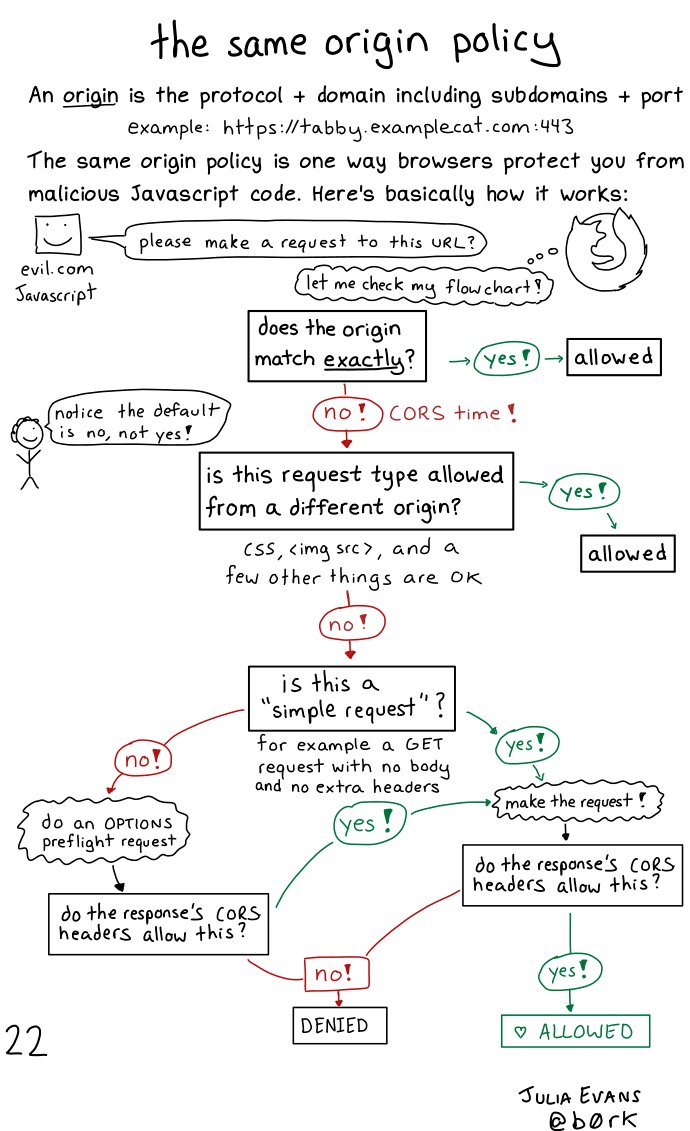 the same origin policy
An origin is the protocol + domain including subdomains + port
example: https://tabby.examplecat.com:443
The same origin policy is one way browsers protect you from
malicious Javascript code. Here's basically how it works:
please make a request to this URL?
evil.com
Javascript
let me check my flowchart!
does the origin
match exactly?
yes!
allowed
no!
CORS time!
notice the default
is no, not yes!
is this request type allowed
from a different origin?
yes!
allowed
CSS, <img src>, and a
few other things are OK
no!
is this a
"simple request"?
for example a GET
request with no body
and no extra headers
no!
yes!
do an OPTIONS
preflight request
yes!
make the request!
do the response's CORS
headers allow this?
do the response's CORS
headers allow this?
no!
yes!
DENIED
♡ ALLOWED
22
JULIA EVANS
@b0rk